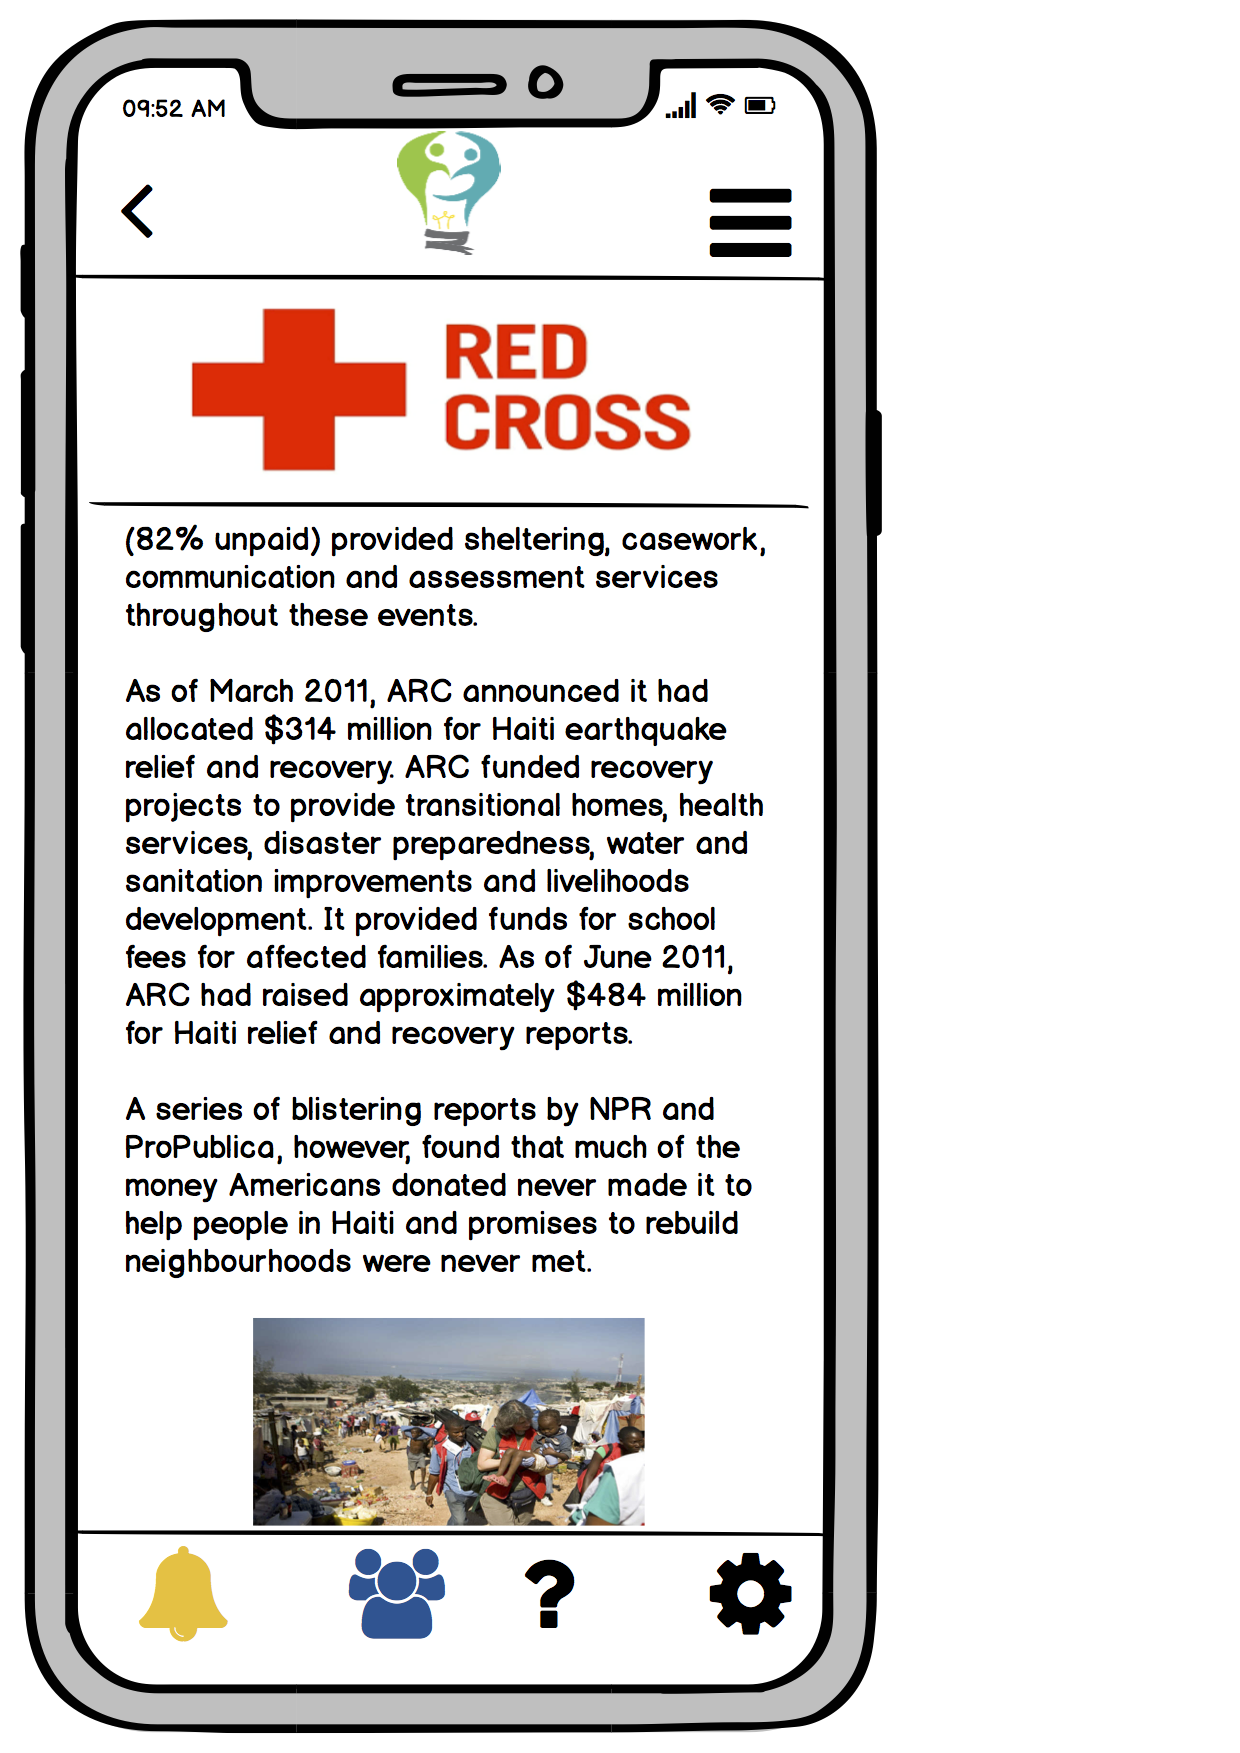 09:52 AM
RED
CROSS
(82% unpaid) provided sheltering, casework,
communication and assessment services
throughout these events.
As of March 2011, ARC announced it had
allocated $314 million for Haiti earthquake
relief and recovery. ARC funded recovery
projects to provide transitional homes, health
services, disaster preparedness, water and
sanitation improvements and livelihoods
development. It provided funds for school
fees for affected families. As of June 2011,
ARC had raised approximately $484 million
for Haiti relief and recovery reports.
A series of blistering reports by NPR and
ProPublica, however, found that much of the
money Americans donated never made it to
help people in Haiti and promises to rebuild
neighbourhoods were never met.
?